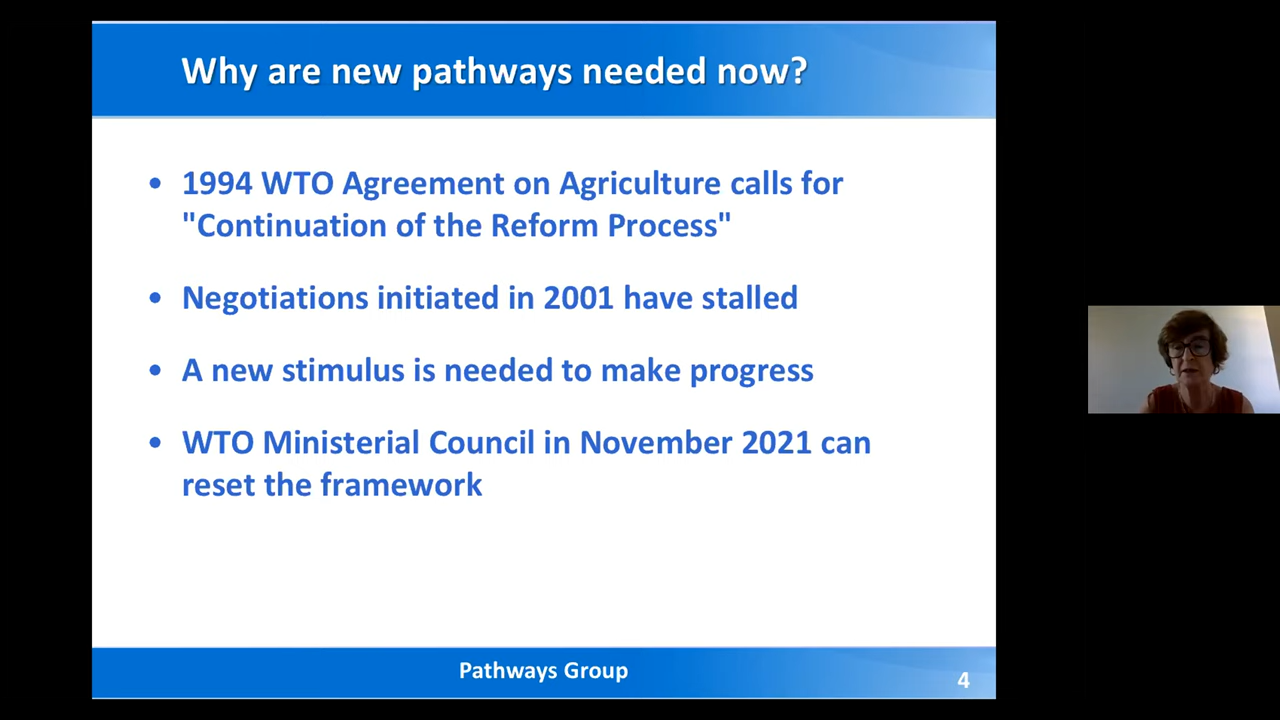 Why are new pathways needed now?
• 1994 WTO Agreement on Agriculture calls for
"Continuation of the Reform Process"
• Negotiations initiated in 2001 have stalled
• A new stimulus is needed to make progress
• WTO Ministerial Council in November 2021 can
reset the framework
Pathways Group
4